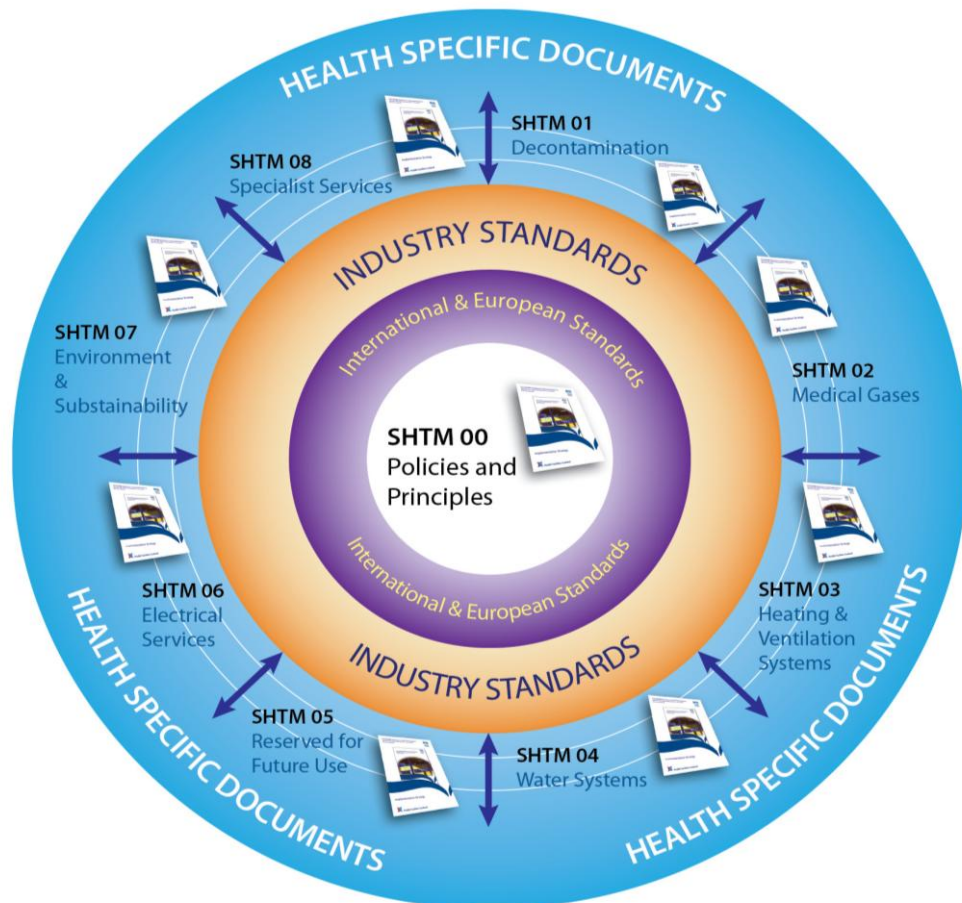 HEALTH SPECIFIC DOCUMENTS
SHTM 01
Decontamination
SHTM 08
Specialist Services
INDUSTRY STANDARDS
International & European Standards
SHTM 07
Environment
&
Substainability
SHTM 02
Medical Gases
SHTM 00
Policies and
Principles
International & European Standards
SHTM 06
Electrical
Services
SHTM 03
Heating &
Ventilation
Systems
INDUSTRY STANDARDS
SHTM 05
Reserved for
Future Use
SHTM 04
Water Systems
HEALTH SPECIFIC DOCUMENTS
HEALTH SPECIFIC DOCUMENTS